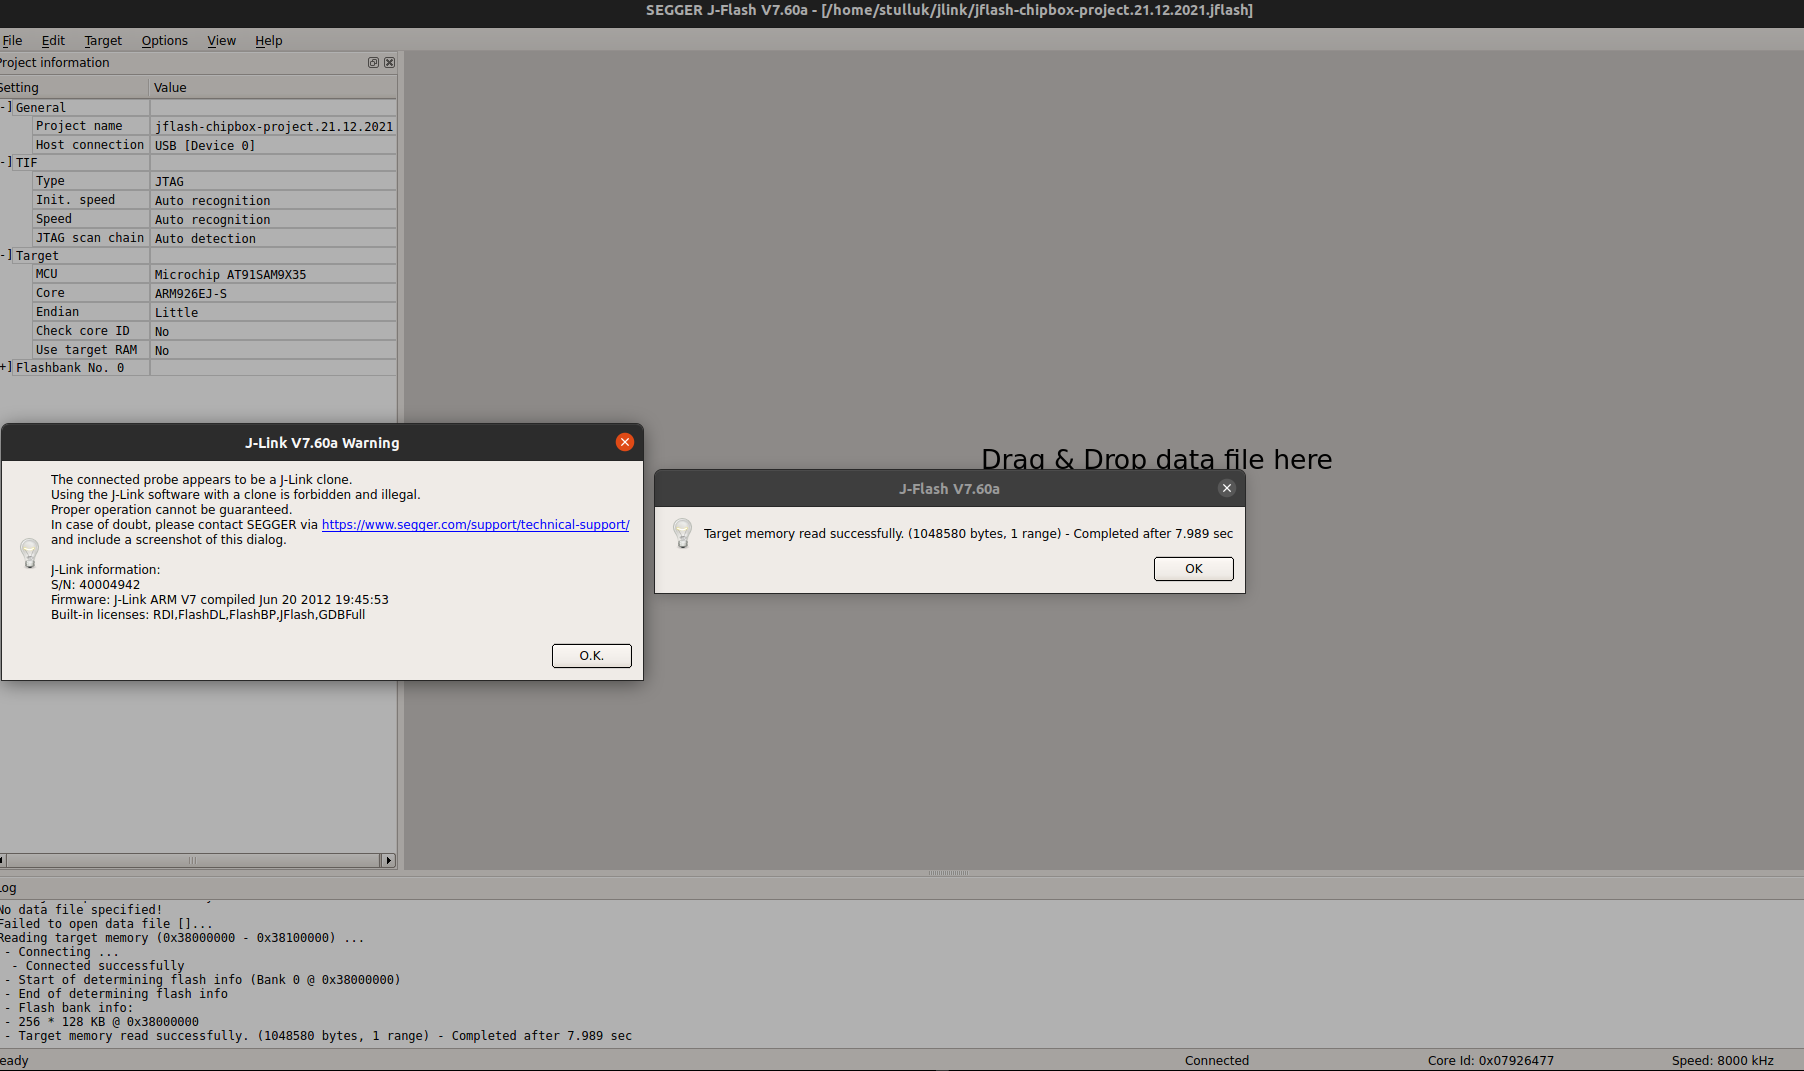 SEGGER J-Flash V7.60a - [/home/stulluk/jlink/jflash-chipbox-project.21.12.2021.jflash]
File Edit Target Options View Help
Project information
Setting Value
-] General
Project name jflash-chipbox-project.21.12.2021
Host connection USB [Device 0]
-] TIF
Type JTAG
Init. speed Auto recognition
Speed Auto recognition
JTAG scan chain Auto detection
-] Target
MCU Microchip AT91SAM9X35
Core ARM926EJ-S
Endian Little
Check core ID No
Use target RAM No
+] Flashbank No. 0
J-Link V7.60a Warning
The connected probe appears to be a J-Link clone.
Using the J-Link software with a clone is forbidden and illegal.
Proper operation cannot be guaranteed.
In case of doubt, please contact SEGGER via https://www.segger.com/support/technical-support/
and include a screenshot of this dialog.
J-Link information:
S/N: 40004942
Firmware: J-Link ARM V7 compiled Jun 20 2012 19:45:53
Built-in licenses: RDI,FlashDL,FlashBP,JFlash,GDBFull
O.K.
Drag & Drop data file here
J-Flash V7.60a
Target memory read successfully. (1048580 bytes, 1 range) - Completed after 7.989 sec
OK
Log
No data file specified!
Failed to open data file []...
Reading target memory (0x38000000 - 0x38100000) ...
- Connecting ...
- Connected successfully
- Start of determining flash info (Bank 0 @ 0x38000000)
- End of determining flash info
- Flash bank info:
- 256 * 128 KB @ 0x38000000
- Target memory read successfully. (1048580 bytes, 1 range) - Completed after 7.989 sec
eady Connected Core Id: 0x07926477 Speed: 8000 kHz